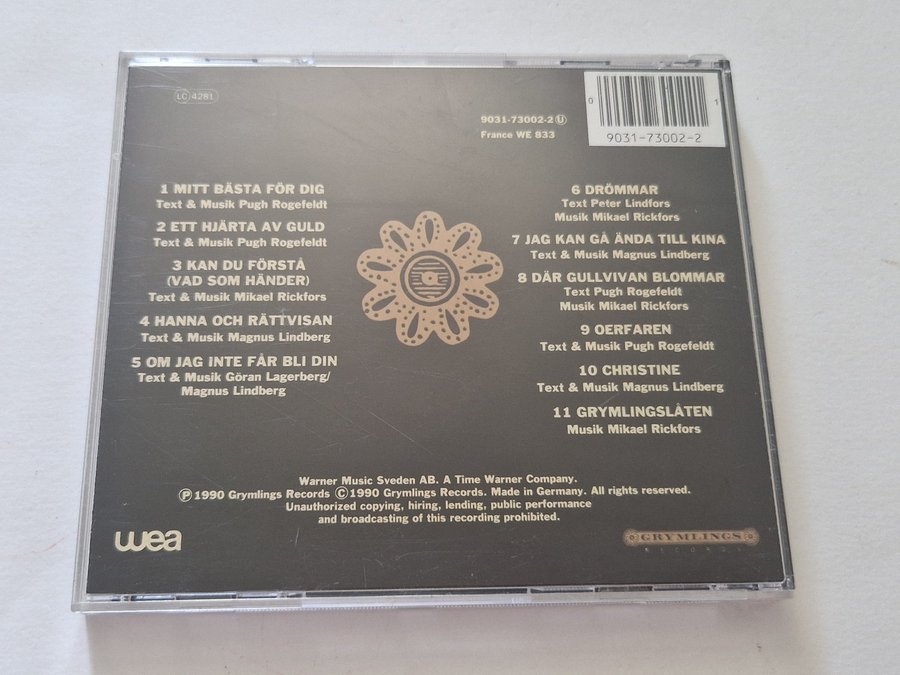 LC 4281
9031-73002-2 U
France WE 833
0
1
9031-73002-2
1 MITT BÄSTA FÖR DIG
Text & Musik Pugh Rogefeldt
2 ETT HJÄRTA AV GULD
Text & Musik Pugh Rogefeldt
3 KAN DU FÖRSTÅ
(VAD SOM HÄNDER)
Text & Musik Mikael Rickfors
4 HANNA OCH RÄTTVISAN
Text & Musik Magnus Lindberg
5 OM JAG INTE FÅR BLI DIN
Text & Musik Göran Lagerberg/
Magnus Lindberg
6 DRÖMMAR
Text Peter Lindfors
Musik Mikael Rickfors
7 JAG KAN GÅ ÄNDA TILL KINA
Text & Musik Magnus Lindberg
8 DÄR GULLVIVAN BLOMMAR
Text Pugh Rogefeldt
Musik Mikael Rickfors
9 OERFAREN
Text & Musik Pugh Rogefeldt
10 CHRISTINE
Text & Musik Magnus Lindberg
11 GRYMLINGSLÅTEN
Musik Mikael Rickfors
Warner Music Sveden AB. A Time Warner Company.
Ⓟ 1990 Grymlings Records Ⓒ 1990 Grymlings Records. Made in Germany. All rights reserved.
Unauthorized copying, hiring, lending, public performance
and broadcasting of this recording prohibited.
wea
GRYMLINGS
RECORDS